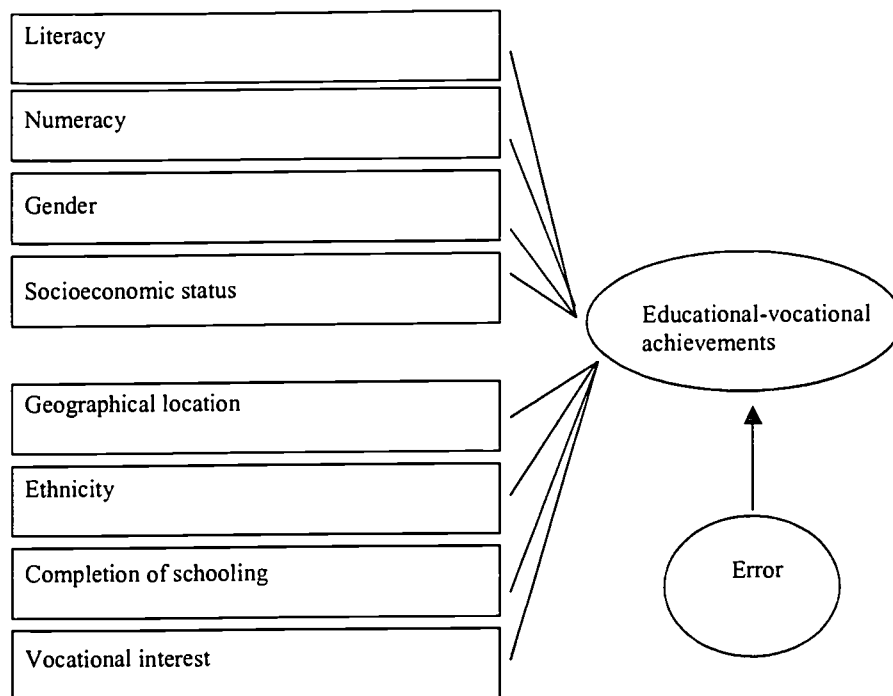 Literacy
Numeracy
Gender
Socioeconomic status
Educational-vocational
achievements
Geographical location
Ethnicity
Completion of schooling
Error
Vocational interest